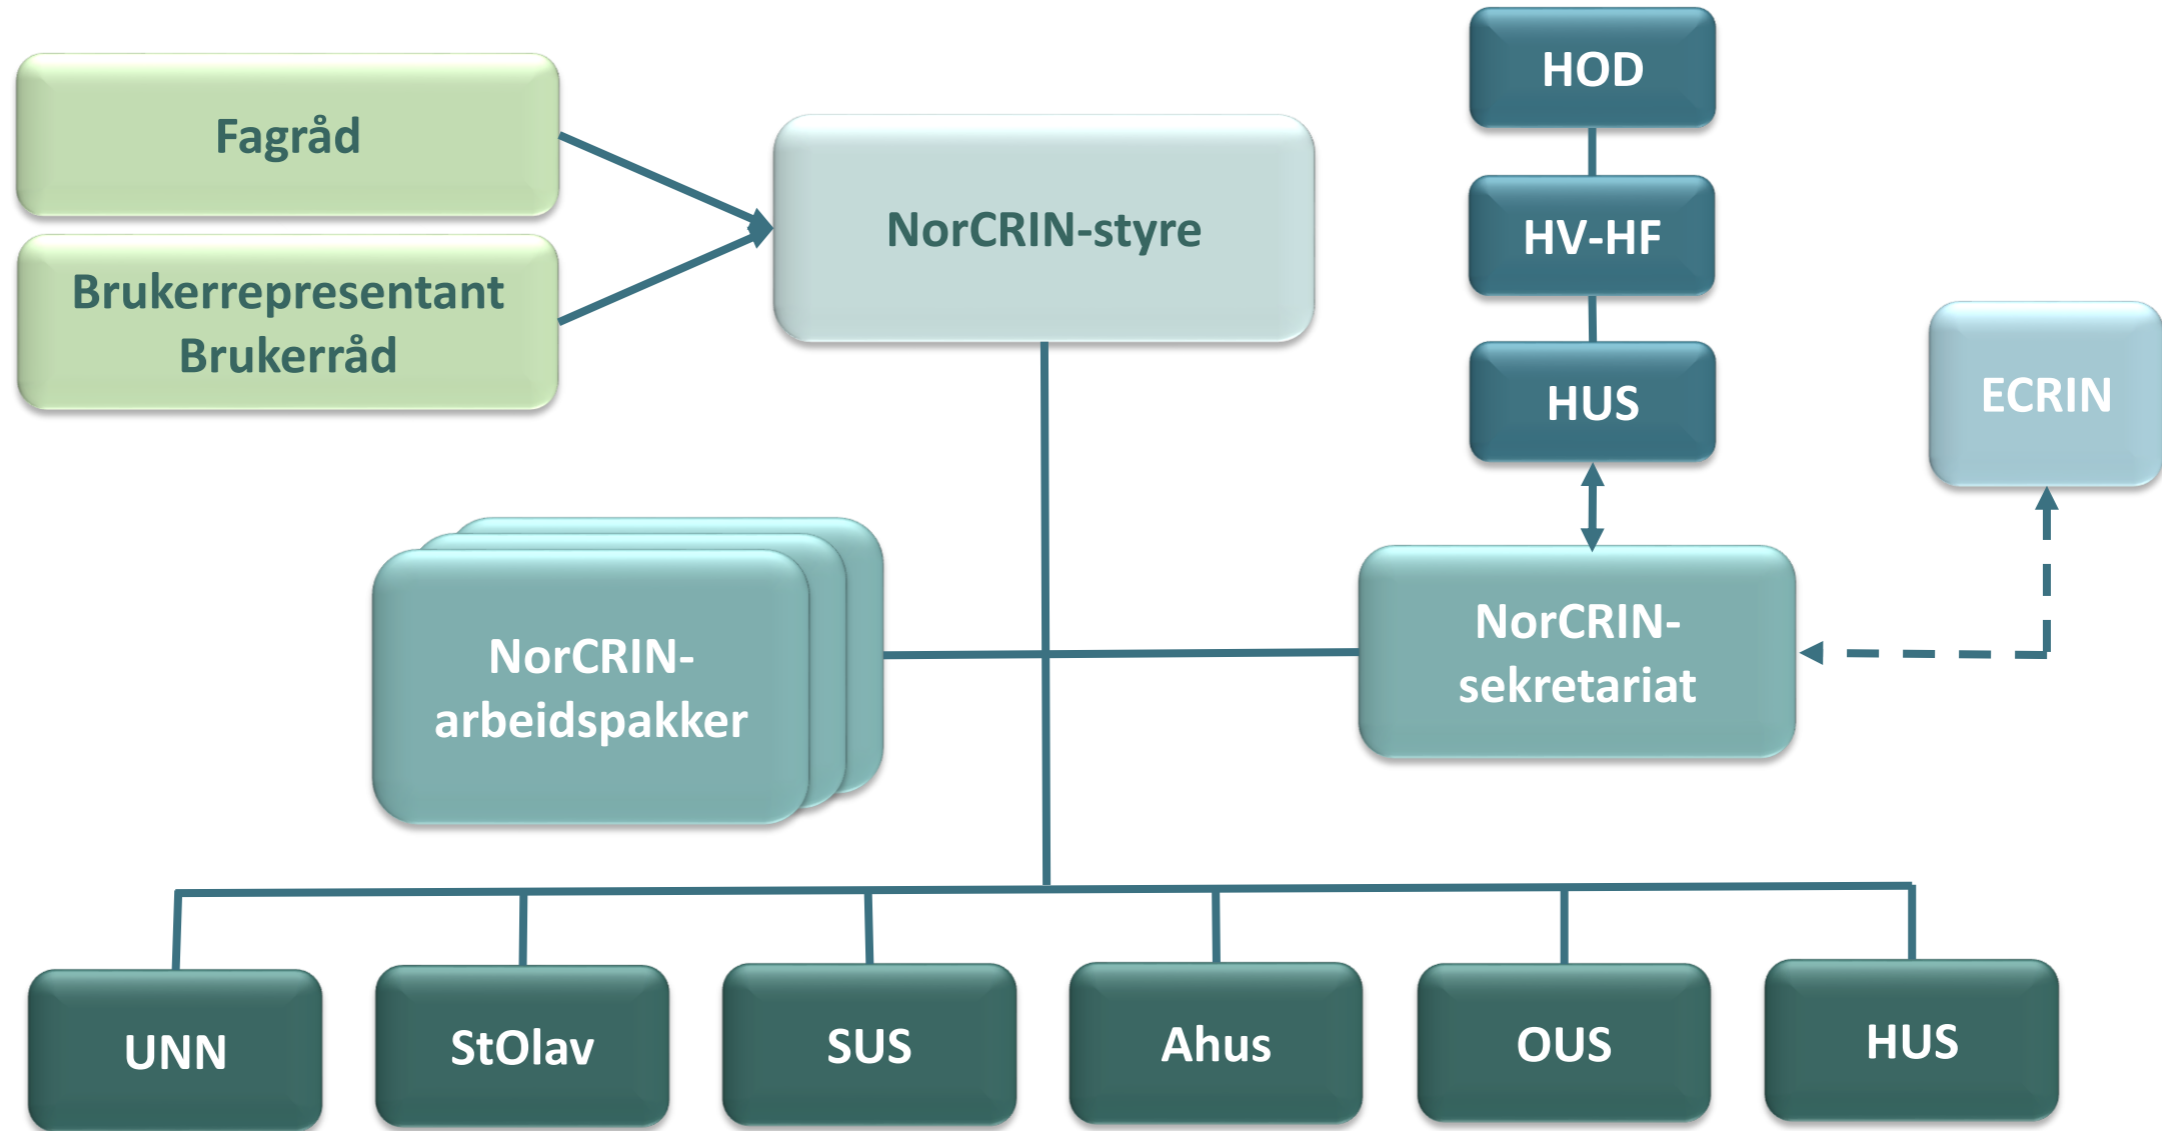 Fagråd
Brukerrepresentant
Brukerråd
NorCRIN-styre
HOD
HV-HF
HUS
ECRIN
NorCRIN-
arbeidspakker
NorCRIN-
sekretariat
UNN
StOlav
SUS
Ahus
OUS
HUS